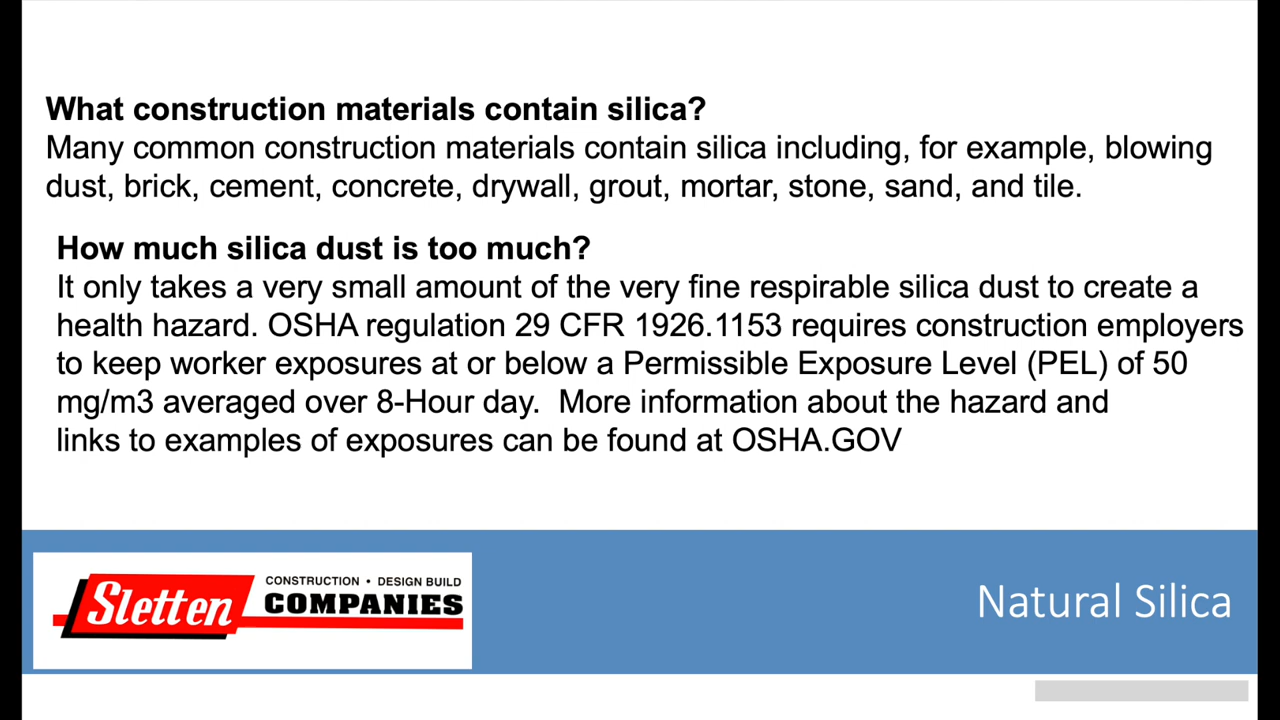 What construction materials contain silica?
Many common construction materials contain silica including, for example, blowing
dust, brick, cement, concrete, drywall, grout, mortar, stone, sand, and tile.
How much silica dust is too much?
It only takes a very small amount of the very fine respirable silica dust to create a
health hazard. OSHA regulation 29 CFR 1926.1153 requires construction employers
to keep worker exposures at or below a Permissible Exposure Level (PEL) of 50
mg/m3 averaged over 8-Hour day.  More information about the hazard and
links to examples of exposures can be found at OSHA.GOV
Sletten
CONSTRUCTION • DESIGN BUILD
COMPANIES
Natural Silica